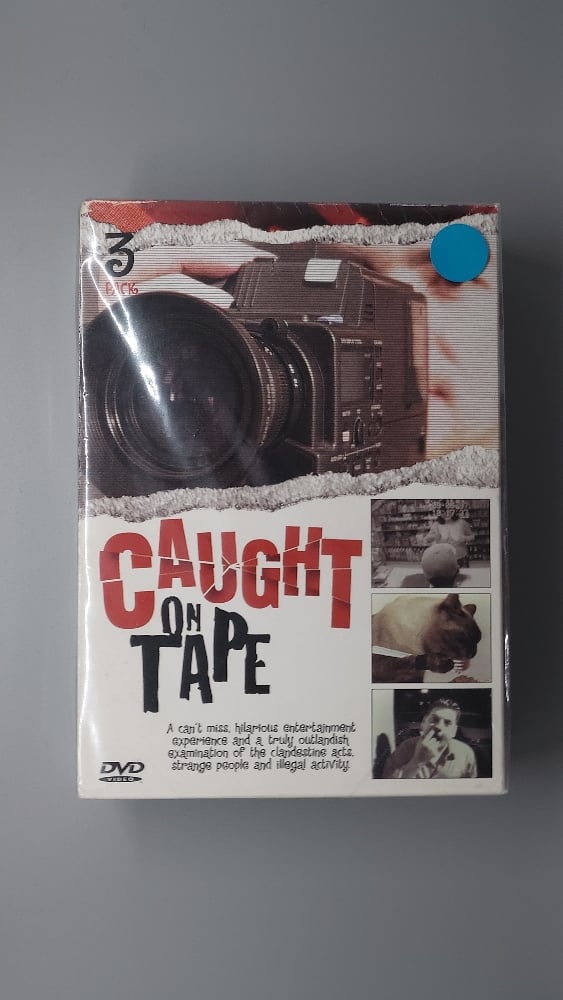 3
PACK
CAUGHT
ON
TAPE
A can't miss, hilarious entertainment
experience and a truly outlandish
examination of the clandestine acts,
strange people and illegal activity.
DVD
VIDEO